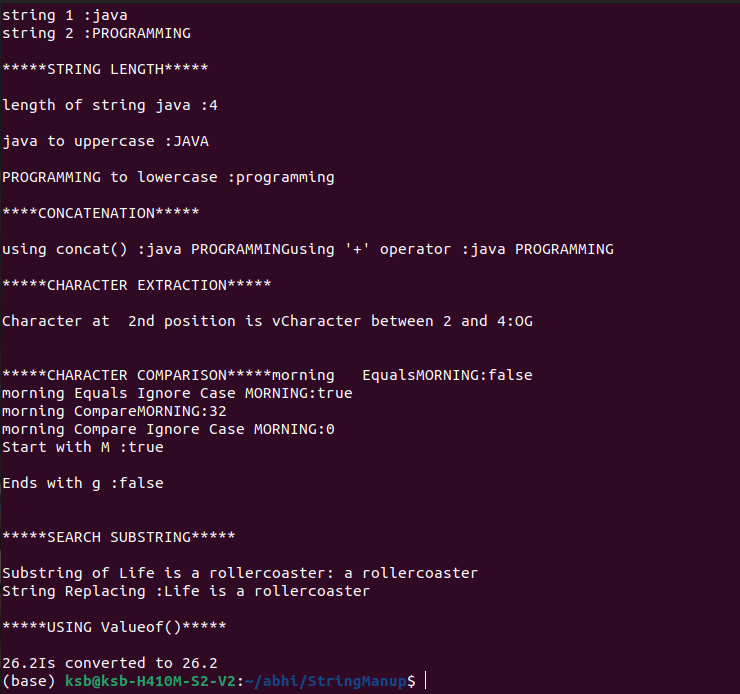 string 1 :java
string 2 :PROGRAMMING
*****STRING LENGTH*****
length of string java :4
java to uppercase :JAVA
PROGRAMMING to lowercase :programming
****CONCATENATION*****
using concat() :java PROGRAMMINGusing '+' operator :java PROGRAMMING
*****CHARACTER EXTRACTION*****
Character at  2nd position is vCharacter between 2 and 4:OG
*****CHARACTER COMPARISON*****morning   EqualsMORNING:false
morning Equals Ignore Case MORNING:true
morning CompareMORNING:32
morning Compare Ignore Case MORNING:0
Start with M :true
Ends with g :false
*****SEARCH SUBSTRING*****
Substring of Life is a rollercoaster: a rollercoaster
String Replacing :Life is a rollercoaster
*****USING Valueof()*****
26.2Is converted to 26.2
(base) ksb@ksb-H410M-S2-V2:~/abhi/StringManup$